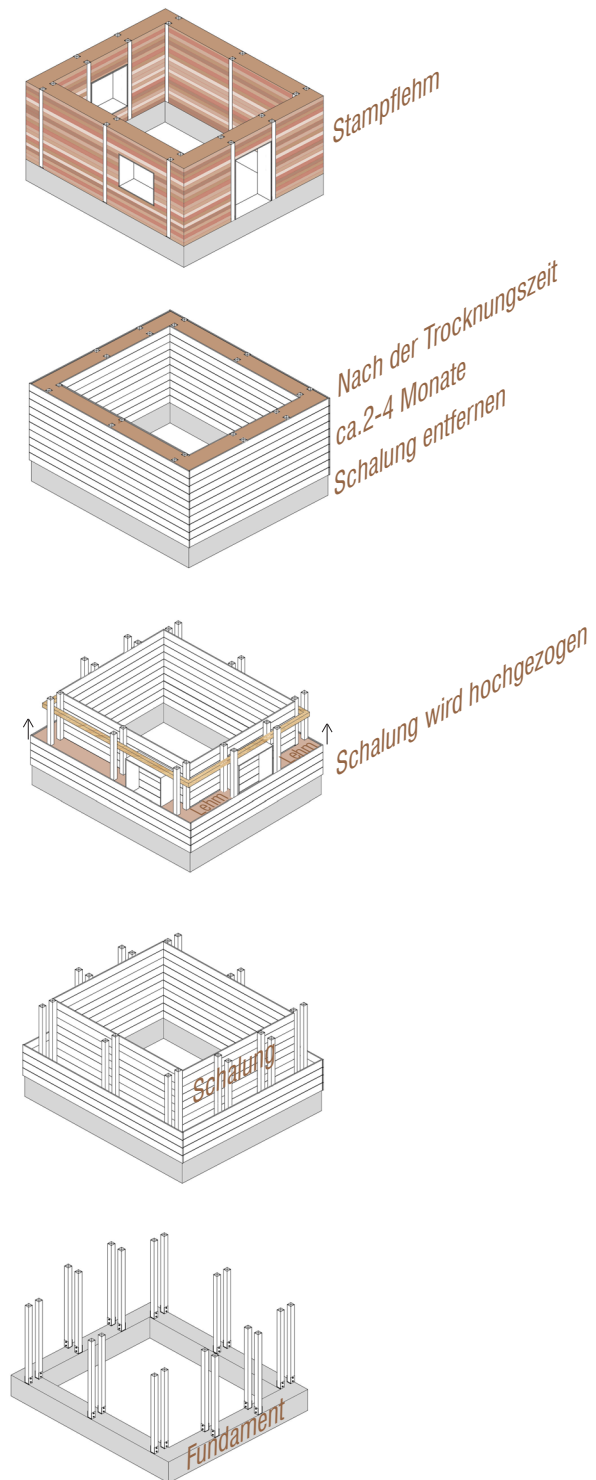 Stampflehm
Nach der Trocknungszeit
ca.2-4 Monate
Schalung entfernen
Schalung wird hochgezogen
Lehm
Lehm
Schalung
Fundament